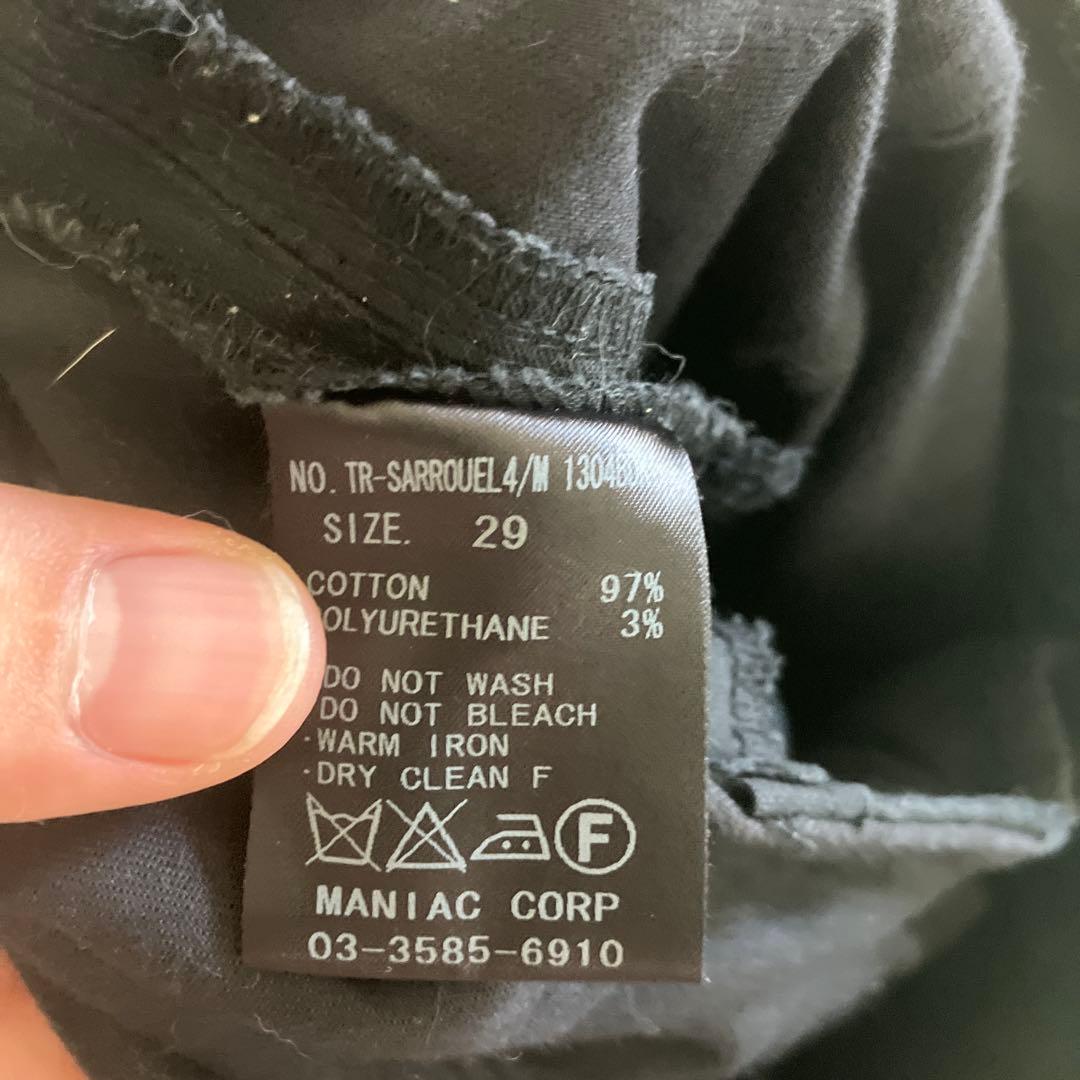 NO. TR-SARROUEL4/M
SIZE. 29
COTTON 97%
POLYURETHANE 3%
DO NOT WASH
DO NOT BLEACH
·WARM IRON
·DRY CLEAN F
F
MANIAC CORP
03-3585-6910